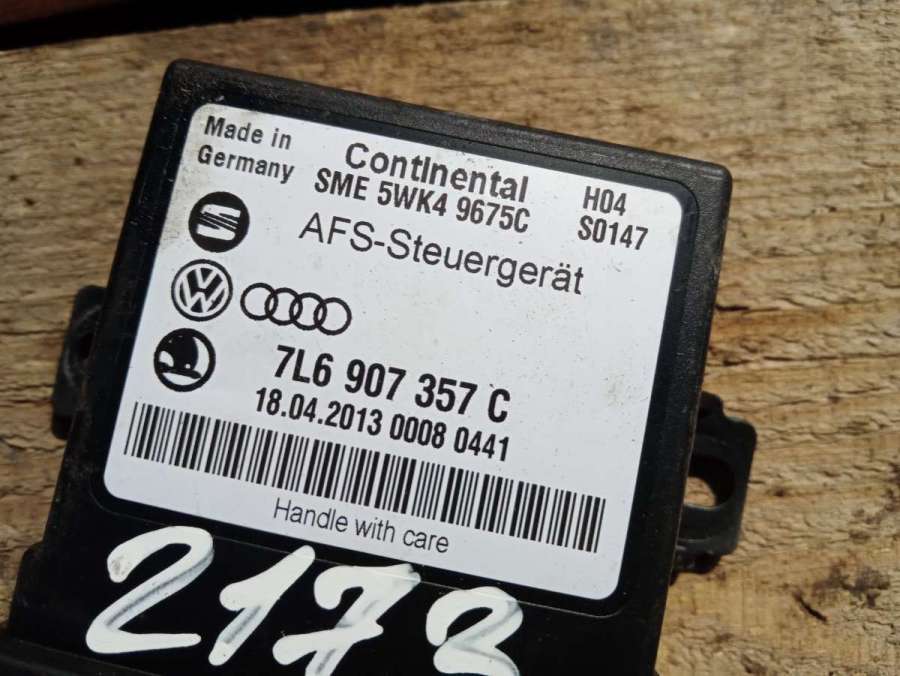 Made in
Germany
Continental
SME 5WK4 9675C
H04
S0147
AFS-Steuergerät
7L6 907 357 C
18.04.2013 0008 0441
Handle with care
2173